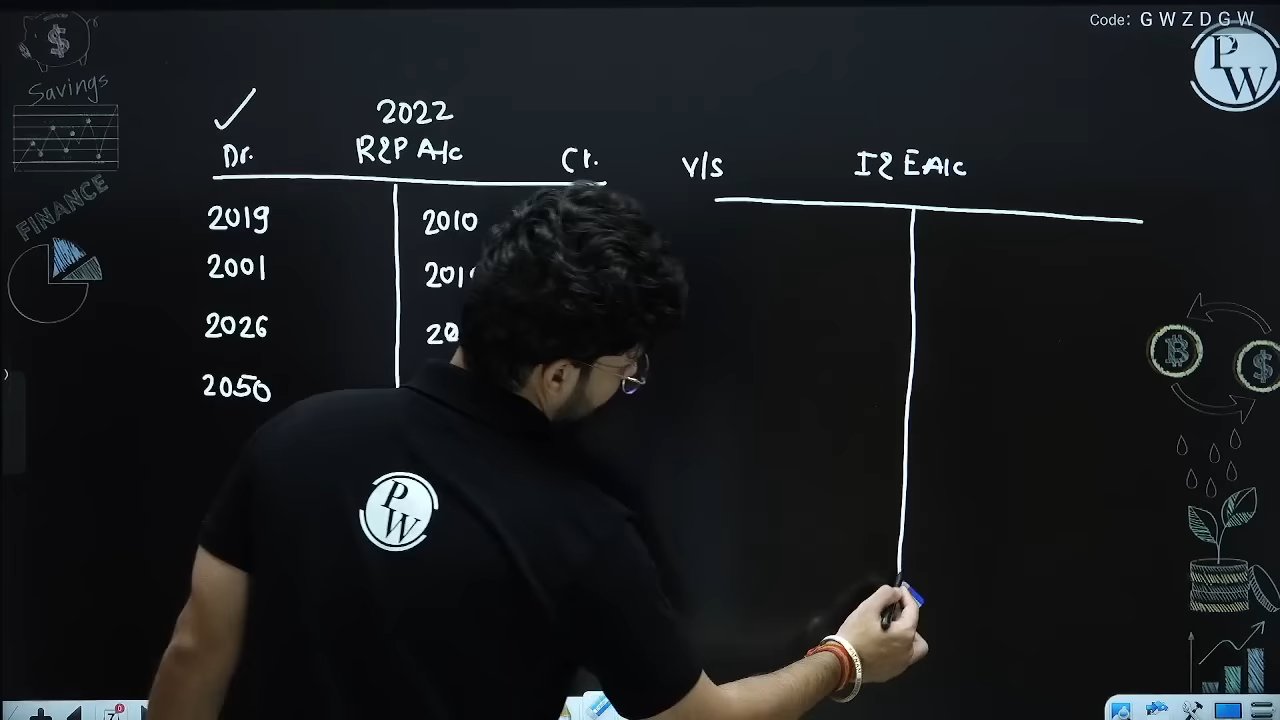 Code: G W Z D G W
P W
Savings
FINANCE
2022
Dr. R&P A/c Cr. V/S I & E A/c
2019 2010
2001
2026
2050
P W